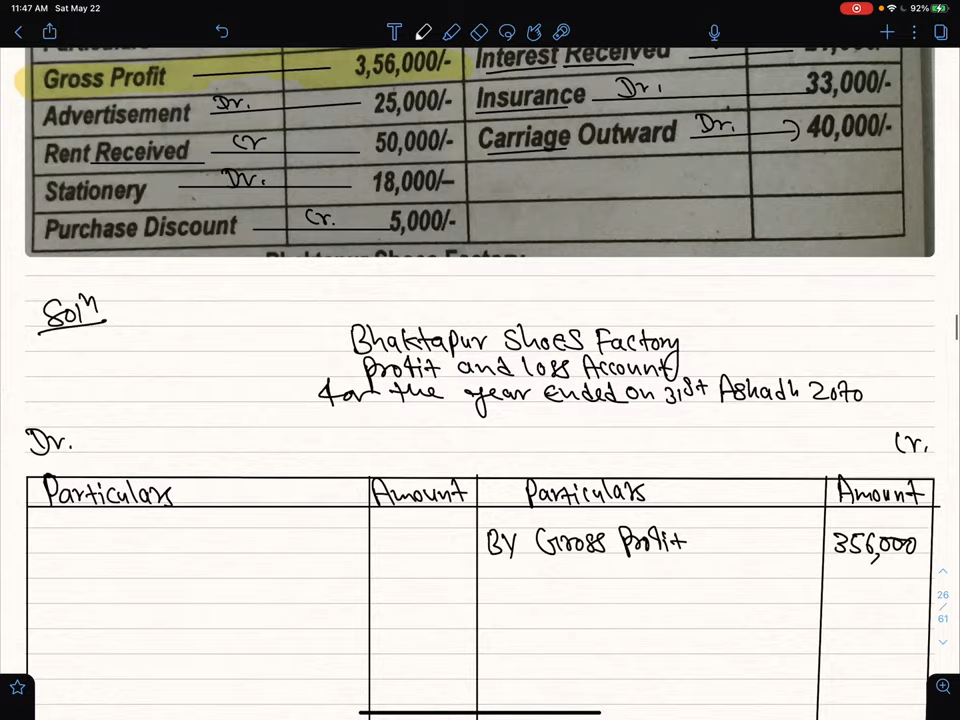 11:47 AM Sat May 22
92%
Gross Profit 3,56,000/- Interest Received
Advertisement Dr. 25,000/- Insurance Dr. 33,000/-
Rent Received Cr 50,000/- Carriage Outward Dr. 40,000/-
Stationery Dr. 18,000/-
Purchase Discount Cr. 5,000/-
Soln
Bhaktapur Shoes Factory
Profit and loss Account
for the year Ended on 31st Ashadh 2070
Dr. Cr.
Particulars Amount Particulars Amount
By Gross Profit 356,000
26
/
61